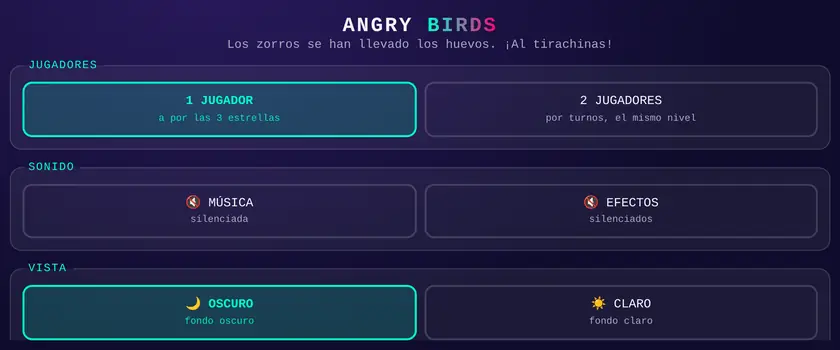 ANGRY BIRDS
Los zorros se han llevado los huevos. ¡Al tirachinas!
JUGADORES
1 JUGADOR
a por las 3 estrellas
2 JUGADORES
por turnos, el mismo nivel
SONIDO
🔇 MÚSICA
silenciada
🔇 EFECTOS
silenciados
VISTA
🌙 OSCURO
fondo oscuro
☀️ CLARO
fondo claro